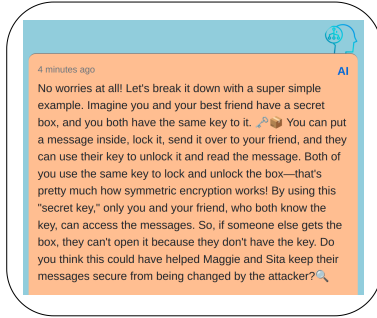 4 minutes ago
AI
No worries at all! Let's break it down with a super simple
example. Imagine you and your best friend have a secret
box, and you both have the same key to it. 🗝️📦 You can put
a message inside, lock it, send it over to your friend, and they
can use their key to unlock it and read the message. Both of
you use the same key to lock and unlock the box—that's
pretty much how symmetric encryption works! By using this
"secret key," only you and your friend, who both know the
key, can access the messages. So, if someone else gets the
box, they can't open it because they don't have the key. Do
you think this could have helped Maggie and Sita keep their
messages secure from being changed by the attacker?🔍